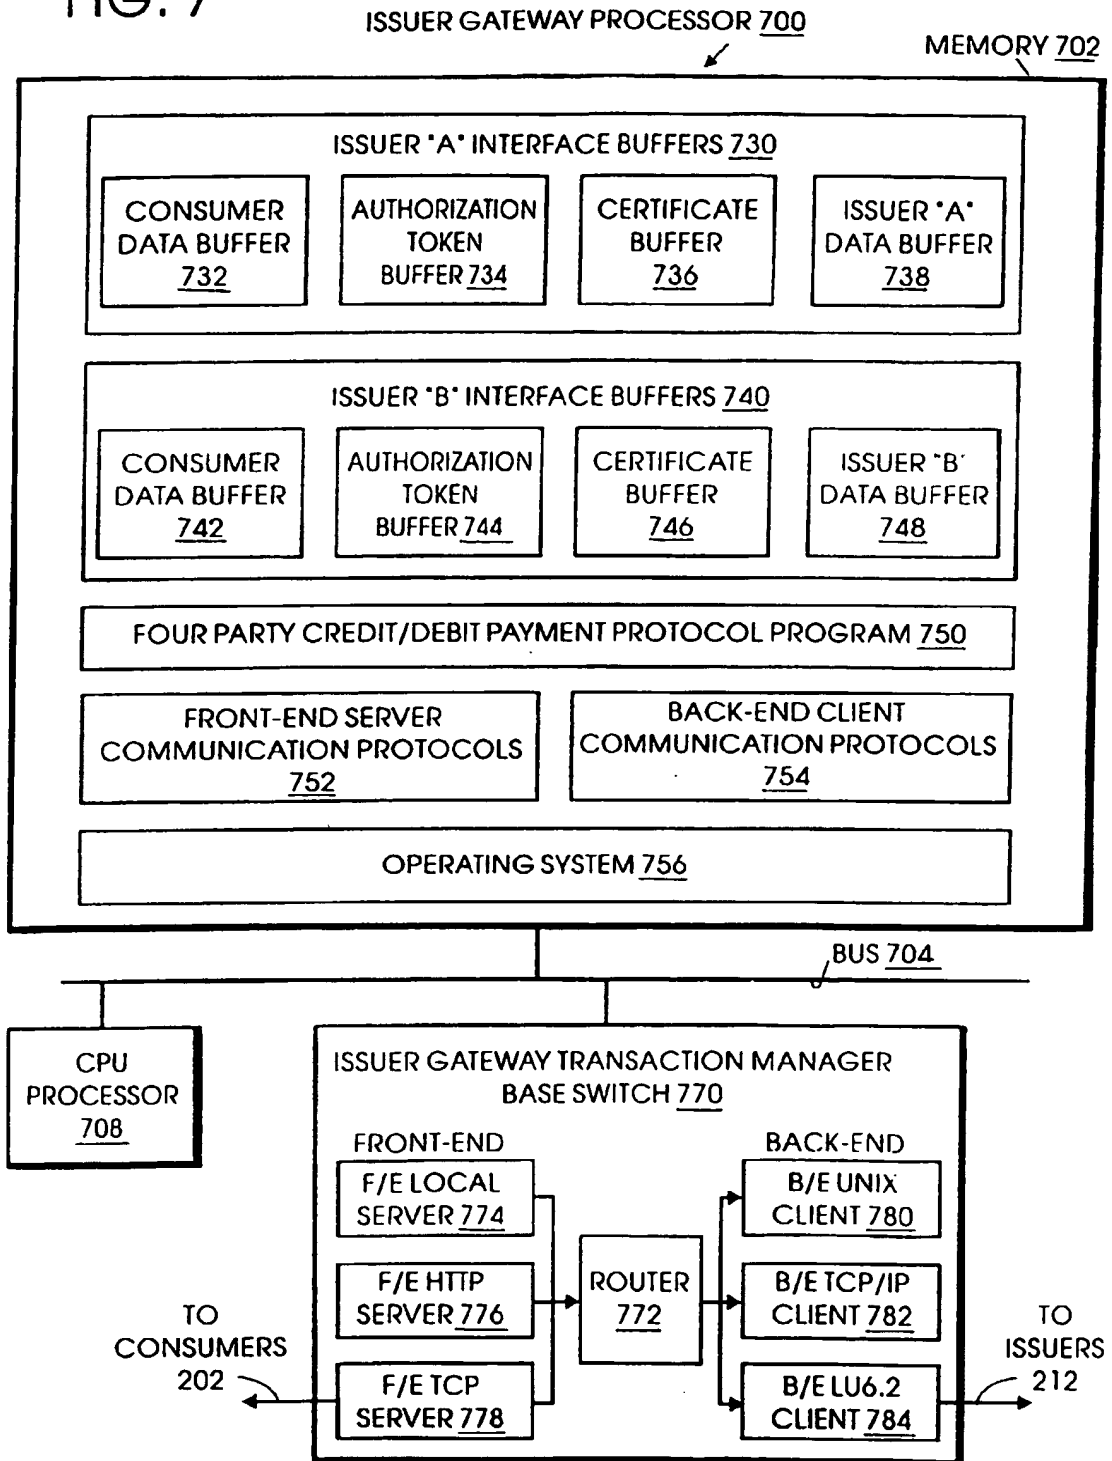 FIG. 7
ISSUER GATEWAY PROCESSOR 700
MEMORY 702
ISSUER "A" INTERFACE BUFFERS 730
CONSUMER
DATA BUFFER
732
AUTHORIZATION
TOKEN
BUFFER 734
CERTIFICATE
BUFFER
736
ISSUER "A"
DATA BUFFER
738
ISSUER "B" INTERFACE BUFFERS 740
CONSUMER
DATA BUFFER
742
AUTHORIZATION
TOKEN
BUFFER 744
CERTIFICATE
BUFFER
746
ISSUER "B"
DATA BUFFER
748
FOUR PARTY CREDIT/DEBIT PAYMENT PROTOCOL PROGRAM 750
FRONT-END SERVER
COMMUNICATION PROTOCOLS
752
BACK-END CLIENT
COMMUNICATION PROTOCOLS
754
OPERATING SYSTEM 756
BUS 704
CPU
PROCESSOR
708
ISSUER GATEWAY TRANSACTION MANAGER
BASE SWITCH 770
FRONT-END
BACK-END
F/E LOCAL
SERVER 774
F/E HTTP
SERVER 776
F/E TCP
SERVER 778
ROUTER
772
B/E UNIX
CLIENT 780
B/E TCP/IP
CLIENT 782
B/E LU6.2
CLIENT 784
TO
CONSUMERS
202
TO
ISSUERS
212